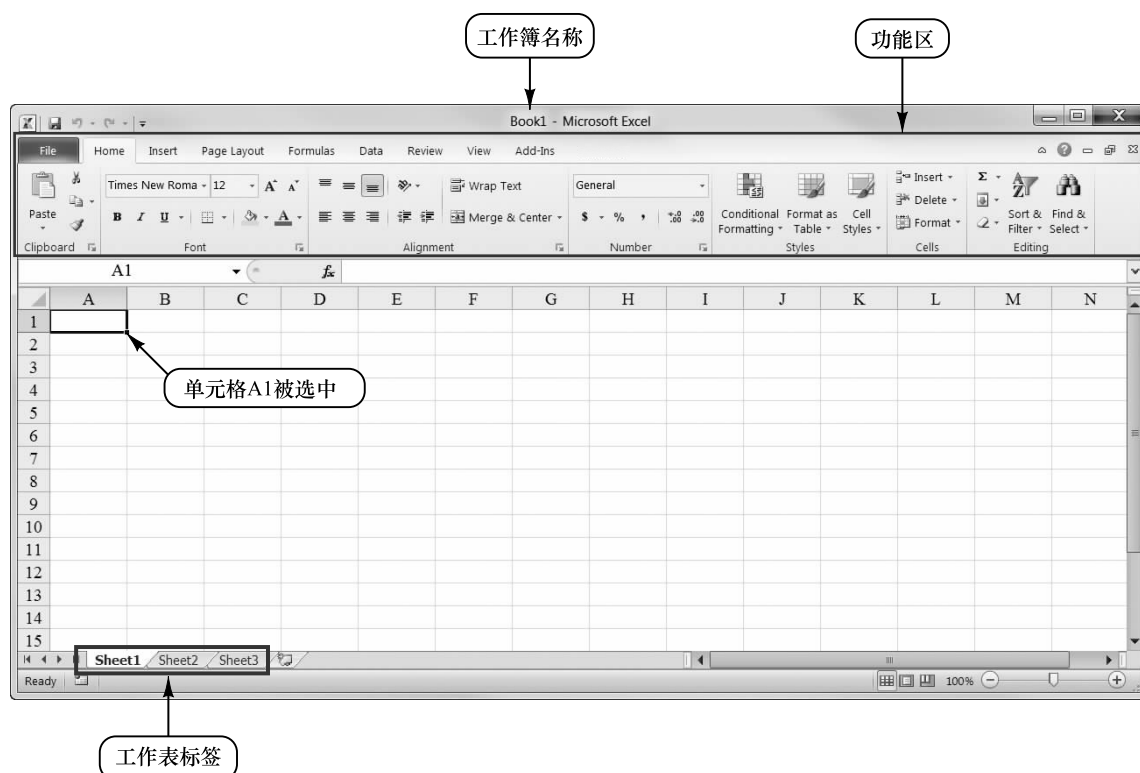 工作簿名称
功能区
Book1 - Microsoft Excel
File Home Insert Page Layout Formulas Data Review View Add-Ins
Times New Roma 12 A A Wrap Text General Insert Σ
Paste B I U A Merge & Center $ % , Conditional Formatting Format as Table Cell Styles Delete Format Sort & Filter Find & Select
Clipboard Font Alignment Number Styles Cells Editing
A1 fx
A B C D E F G H I J K L M N
1
2
3
单元格A1被选中
4
5
6
7
8
9
10
11
12
13
14
15
Sheet1 Sheet2 Sheet3
Ready 100%
工作表标签